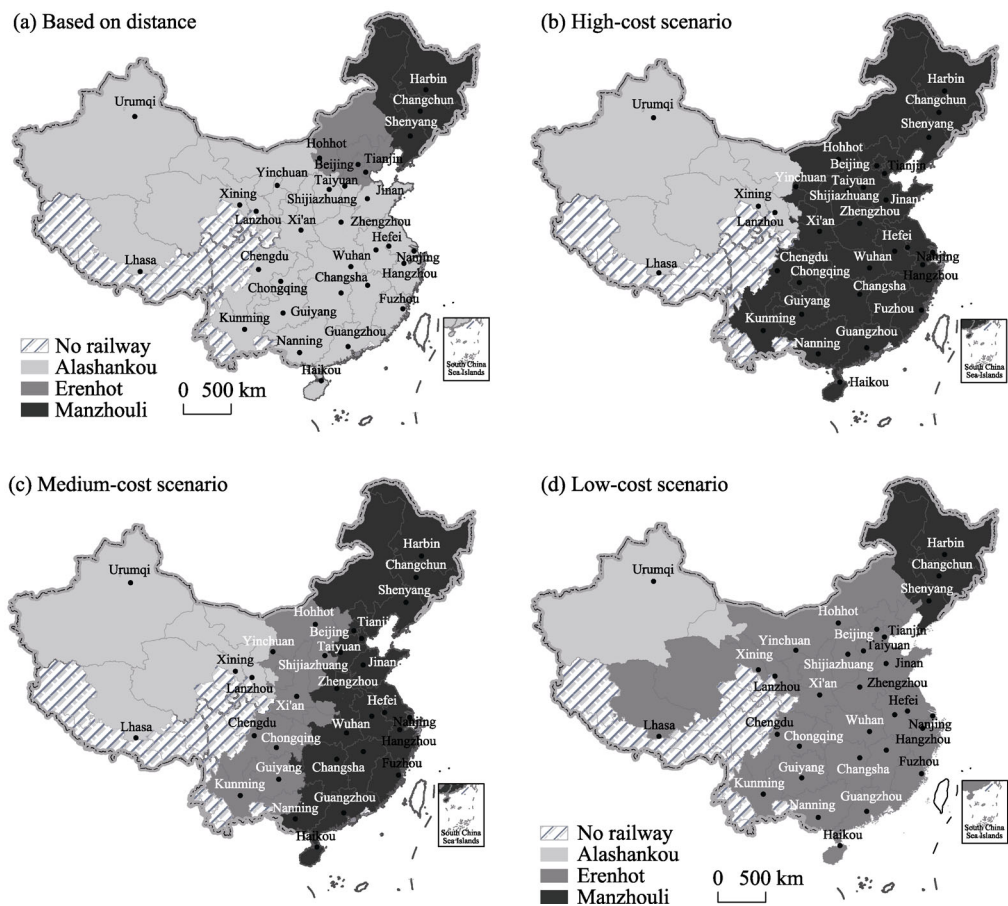 (a) Based on distance
Harbin
Changchun
Shenyang
Urumqi
Hohhot
Beijing
Tianjin
Yinchuan
Taiyuan
Shijiazhuang
Jinan
Xining
Lanzhou
Xi'an
Zhengzhou
Hefei
Nanjing
Lhasa
Chengdu
Wuhan
Hangzhou
Chongqing
Changsha
Fuzhou
Kunming
Guiyang
Guangzhou
Nanning
Haikou
No railway
Alashankou
Erenhot
Manzhouli
0 500 km
South China
Sea Islands
(b) High-cost scenario
Harbin
Changchun
Shenyang
Urumqi
Hohhot
Beijing
Tianjin
Yinchuan
Taiyuan
Shijiazhuang
Jinan
Xining
Lanzhou
Zhengzhou
Xi'an
Hefei
Lhasa
Chengdu
Wuhan
Nanjing
Chongqing
Hangzhou
Changsha
Guiyang
Fuzhou
Kunming
Guangzhou
Nanning
Haikou
South China
Sea Islands
(c) Medium-cost scenario
Harbin
Changchun
Shenyang
Urumqi
Hohhot
Beijing
Tianjin
Yinchuan
Taiyuan
Shijiazhuang
Jinan
Xining
Lanzhou
Zhengzhou
Xi'an
Hefei
Lhasa
Chengdu
Wuhan
Nanjing
Chongqing
Hangzhou
Changsha
Fuzhou
Guiyang
Kunming
Guangzhou
Nanning
Haikou
South China
Sea Islands
(d) Low-cost scenario
Harbin
Changchun
Shenyang
Urumqi
Hohhot
Beijing
Tianjin
Yinchuan
Taiyuan
Xining
Shijiazhuang
Jinan
Lanzhou
Xi'an
Zhengzhou
Hefei
Lhasa
Chengdu
Wuhan
Nanjing
Chongqing
Hangzhou
Changsha
Fuzhou
Guiyang
Kunming
Guangzhou
Nanning
Haikou
No railway
Alashankou
Erenhot
Manzhouli
0 500 km
South China
Sea Islands